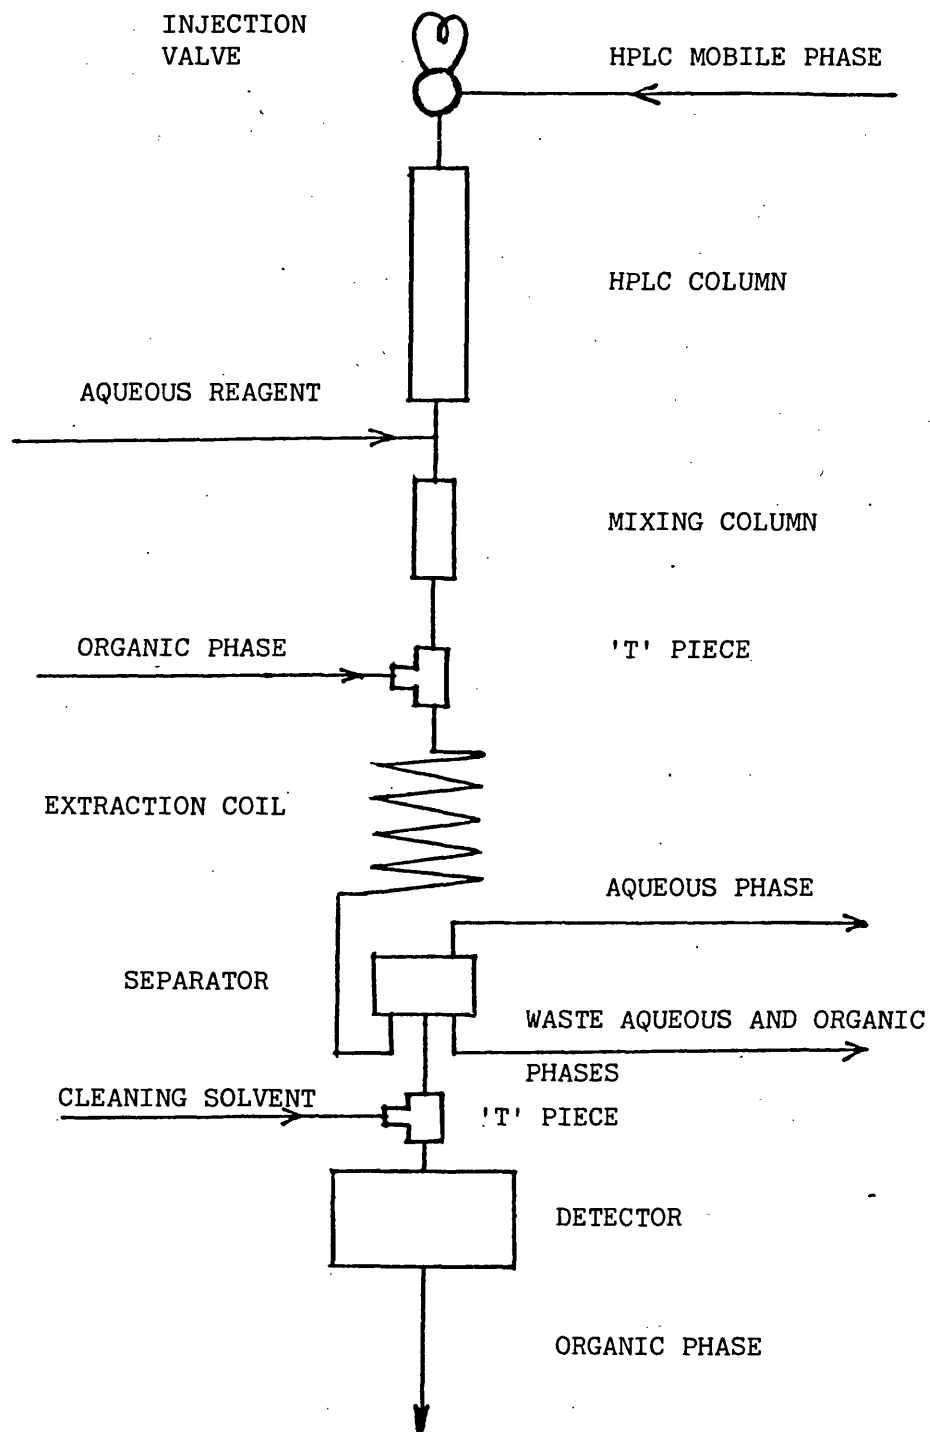 INJECTION
VALVE
HPLC MOBILE PHASE
HPLC COLUMN
AQUEOUS REAGENT
MIXING COLUMN
ORGANIC PHASE
'T' PIECE
EXTRACTION COIL
AQUEOUS PHASE
SEPARATOR
WASTE AQUEOUS AND ORGANIC
PHASES
CLEANING SOLVENT
'T' PIECE
DETECTOR
ORGANIC PHASE